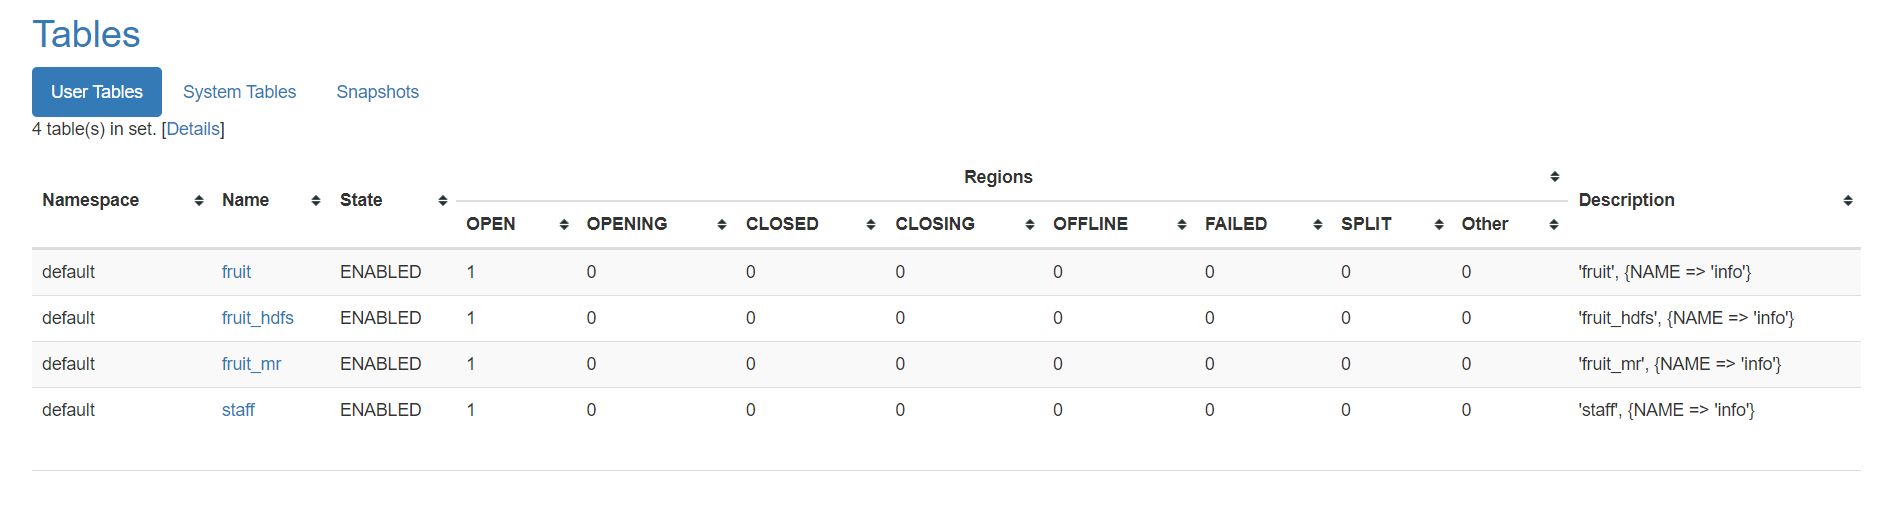 Tables
User Tables System Tables Snapshots
4 table(s) in set. [Details]
Regions
Namespace Name State Description
OPEN OPENING CLOSED CLOSING OFFLINE FAILED SPLIT Other
default fruit ENABLED 1 0 0 0 0 0 0 0 'fruit', {NAME => 'info'}
default fruit_hdfs ENABLED 1 0 0 0 0 0 0 0 'fruit_hdfs', {NAME => 'info'}
default fruit_mr ENABLED 1 0 0 0 0 0 0 0 'fruit_mr', {NAME => 'info'}
default staff ENABLED 1 0 0 0 0 0 0 0 'staff', {NAME => 'info'}